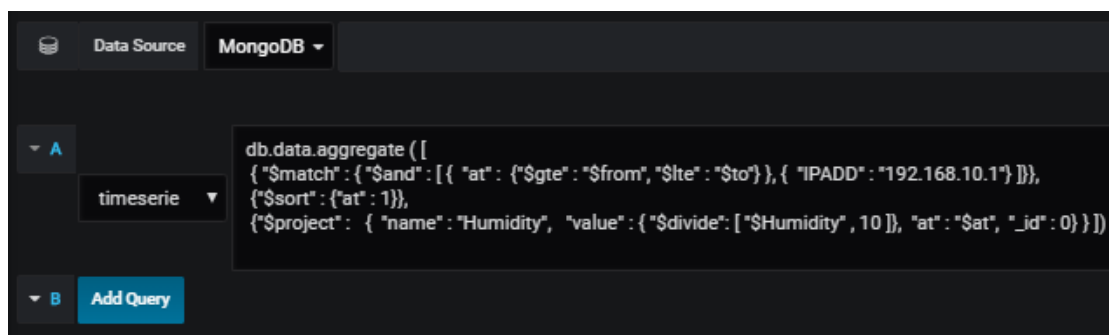 Data Source MongoDB
A
db.data.aggregate ( [
{ "$match" : { "$and" : [ { "at" : {"$gte" : "$from", "$lte" : "$to"} }, { "IPADD" : "192.168.10.1"} ]}},
timeserie
{"$sort" : {"at" : 1}},
{"$project" : { "name" : "Humidity", "value" : { "$divide": [ "$Humidity" , 10 ]}, "at" : "$at", "_id" : 0} } ])
B Add Query